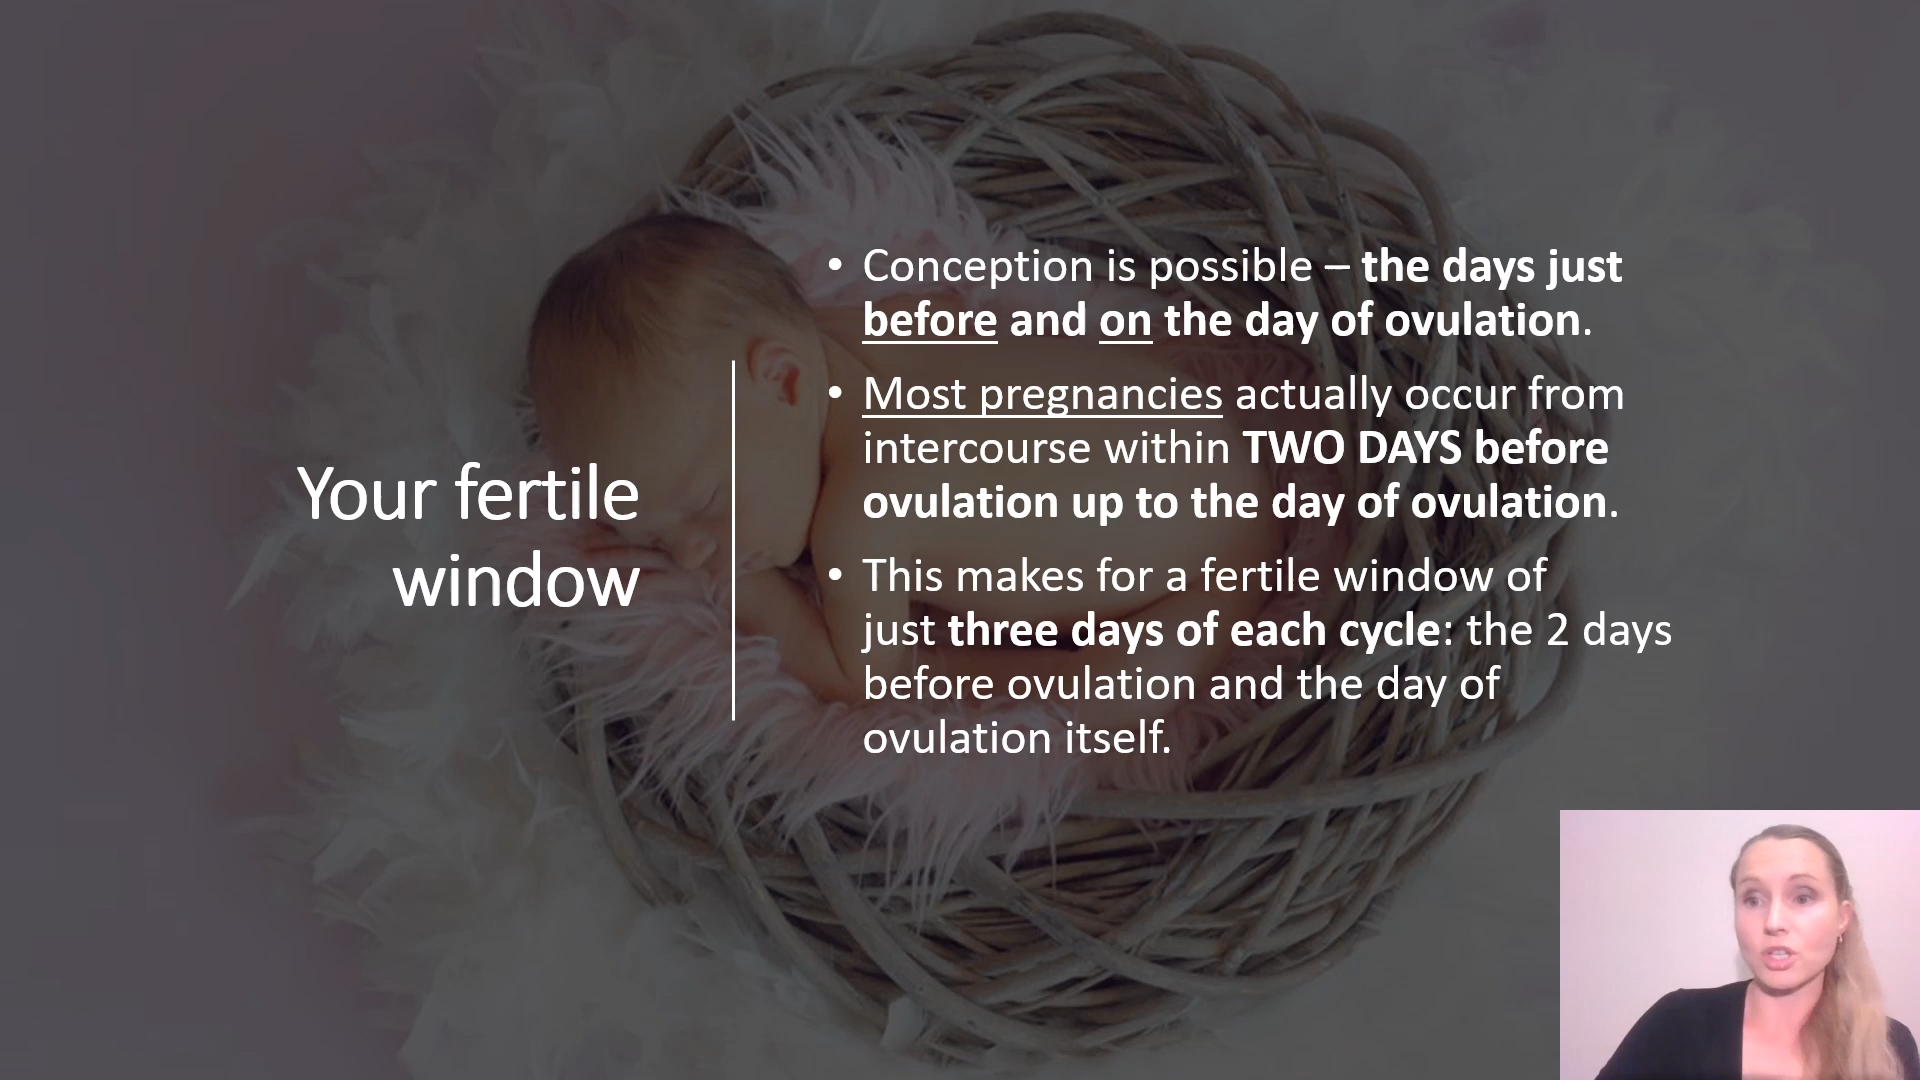 Your fertile
window
• Conception is possible – the days just
before and on the day of ovulation.
• Most pregnancies actually occur from
intercourse within TWO DAYS before
ovulation up to the day of ovulation.
• This makes for a fertile window of
just three days of each cycle: the 2 days
before ovulation and the day of
ovulation itself.